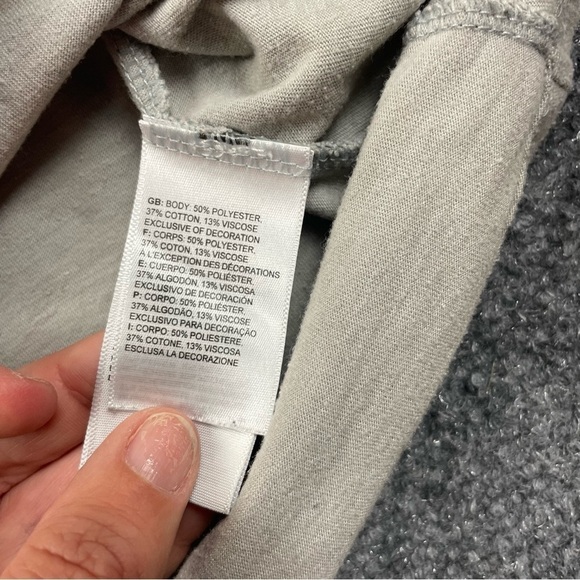 GB: BODY: 50% POLYESTER,
37% COTTON, 13% VISCOSE
EXCLUSIVE OF DECORATION
F: CORPS: 50% POLYESTER,
37% COTON, 13% VISCOSE
A L'EXCEPTION DES DÉCORATIONS
E: CUERPO: 50% POLIÉSTER,
37% ALGODÓN, 13% VISCOSA
EXCLUSIVO DE DECORACIÓN
P: CORPO: 50% POLIÉSTER,
37% ALGODÃO, 13% VISCOSE
EXCLUSIVO PARA DECORAÇÃO
I: CORPO: 50% POLIESTERE,
37% COTONE, 13% VISCOSA
ESCLUSA LA DECORAZIONE